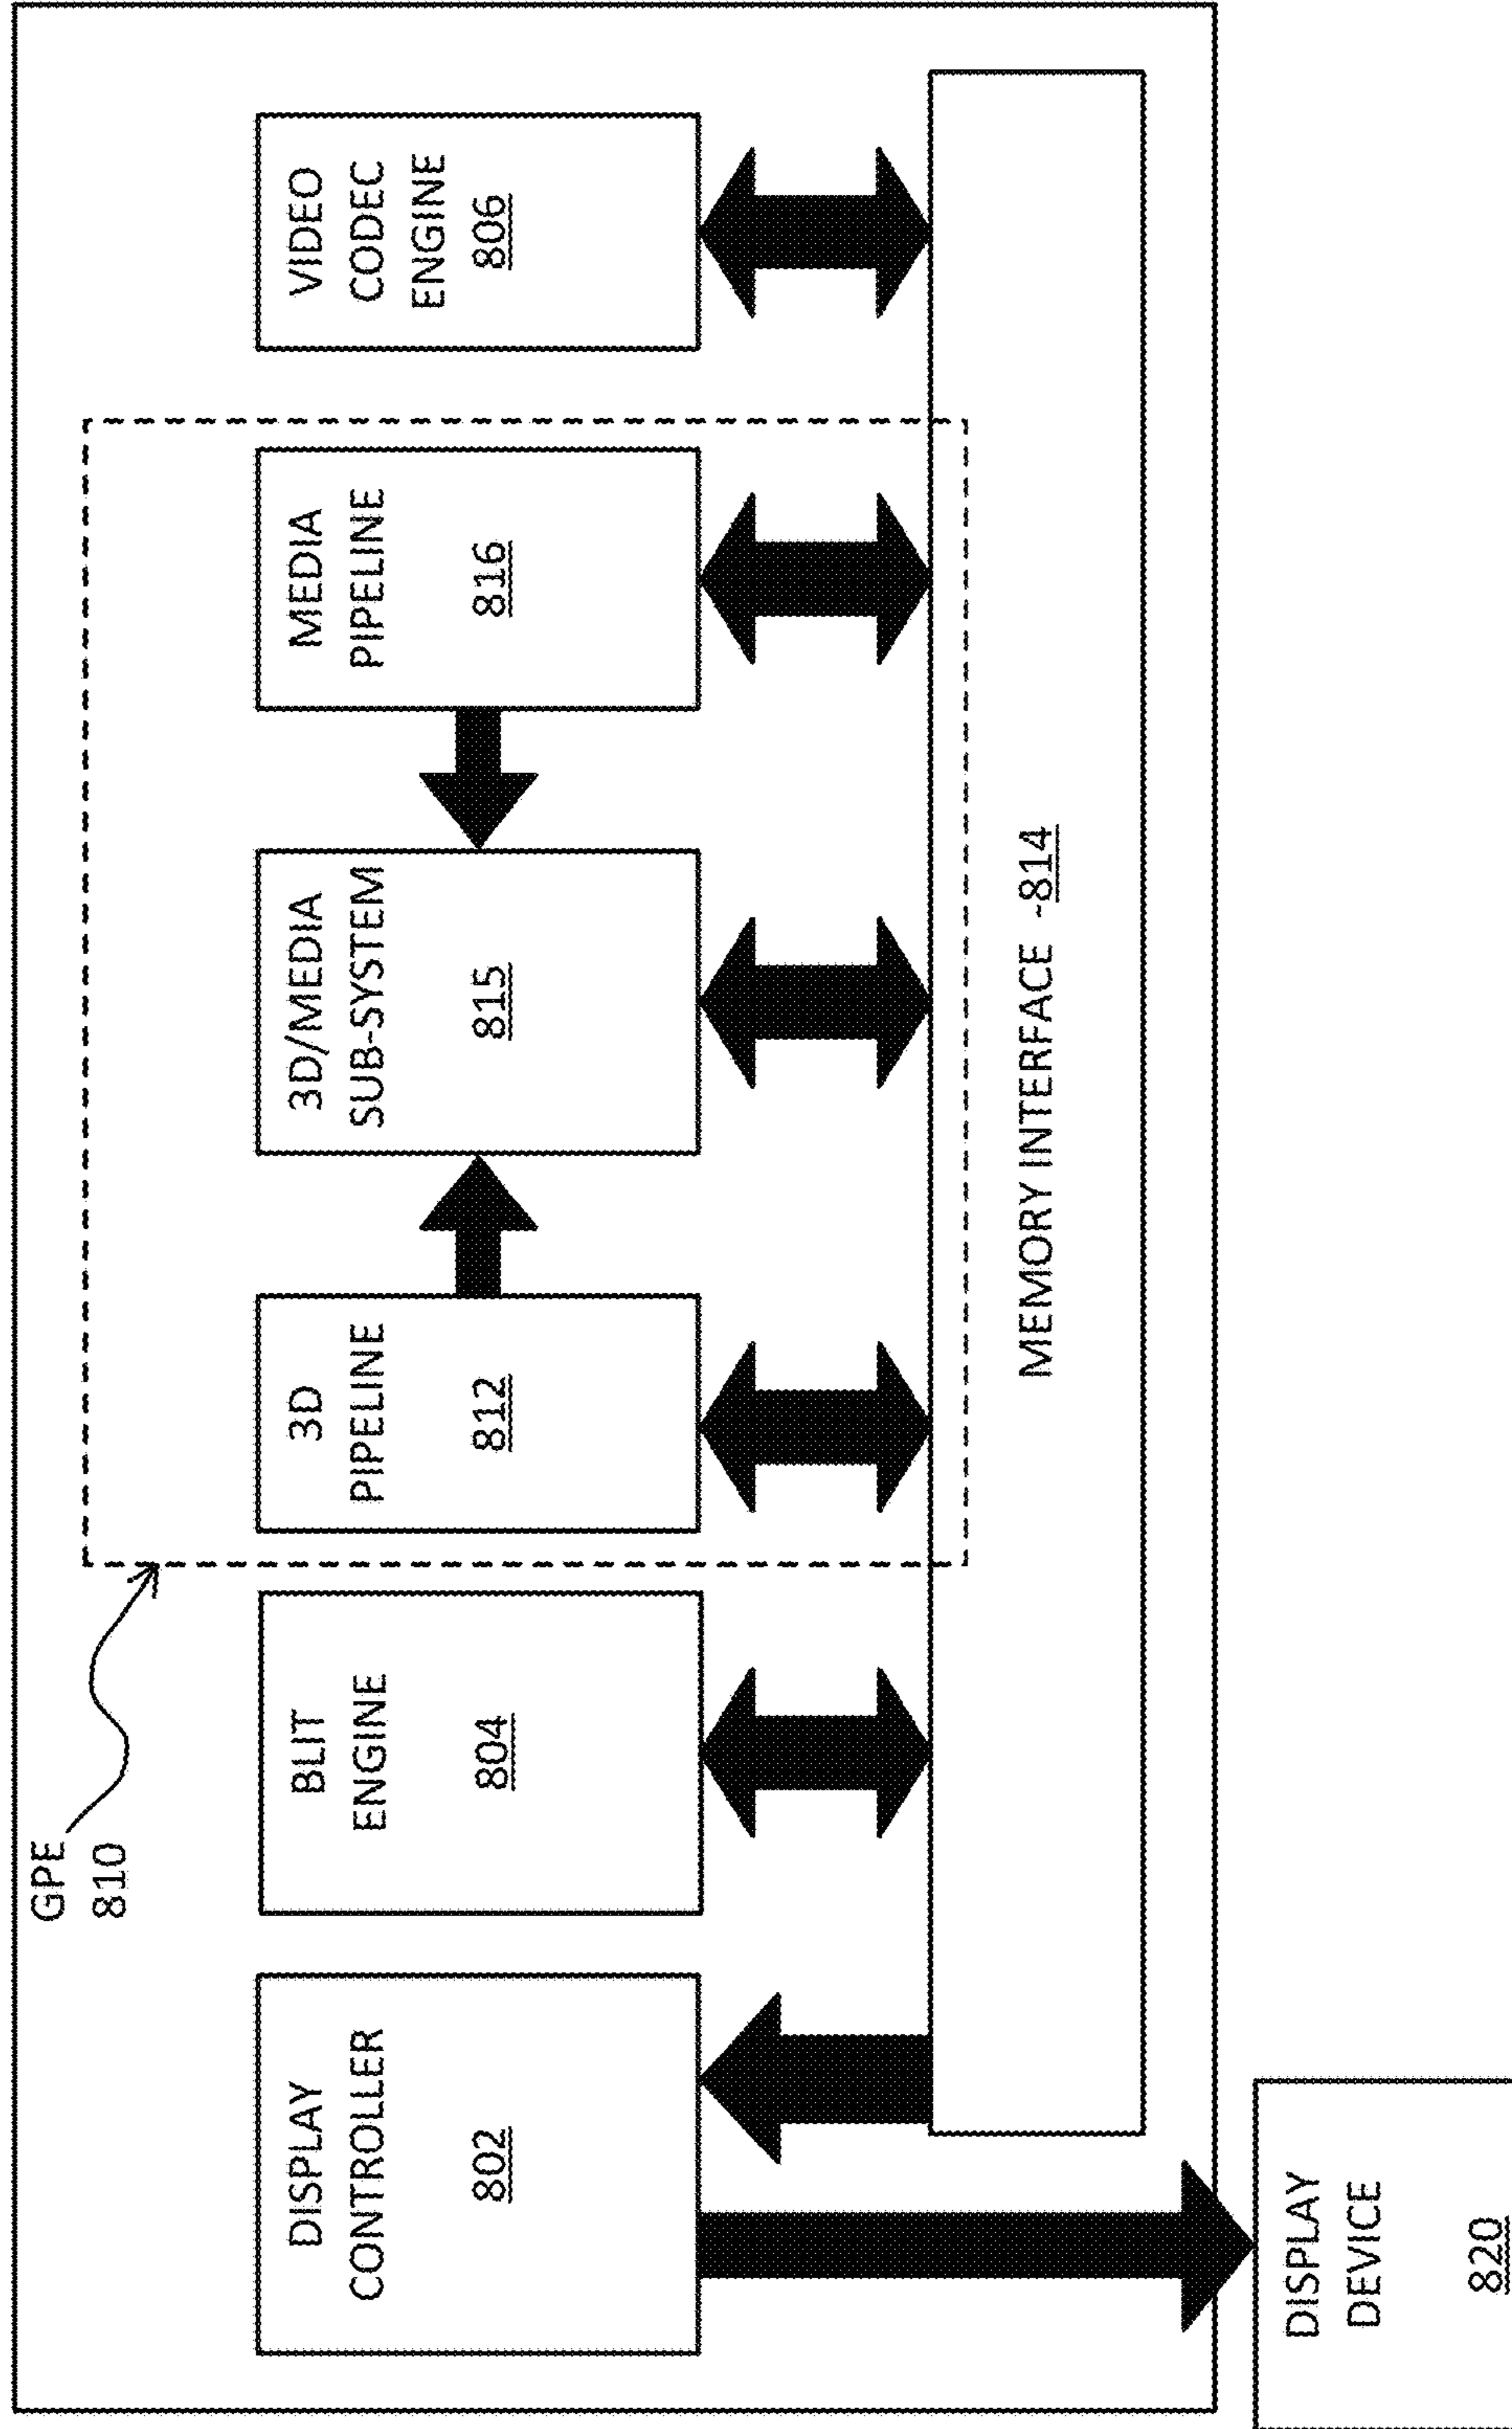 GPE
810
DISPLAY
CONTROLLER
802
BLIT
ENGINE
804
3D
PIPELINE
812
3D/MEDIA
SUB-SYSTEM
815
MEDIA
PIPELINE
816
VIDEO
CODEC
ENGINE
806
MEMORY INTERFACE -814
DISPLAY
DEVICE
820